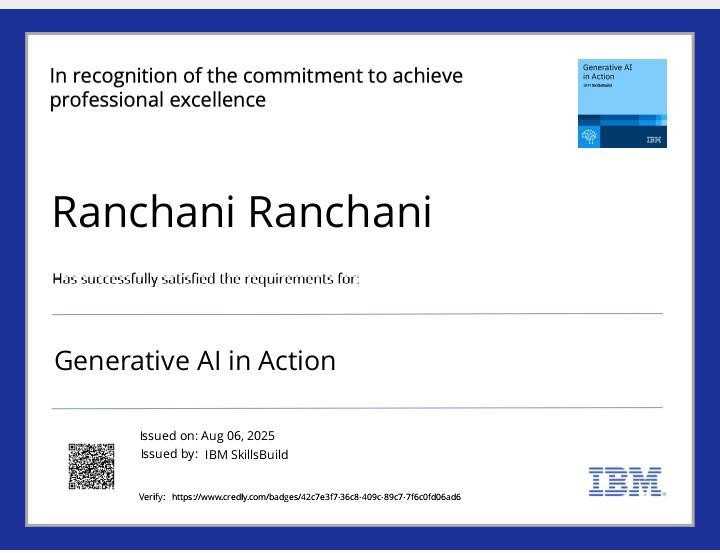 In recognition of the commitment to achieve
professional excellence
Generative AI
in Action
IBM SkillsBuild
IBM
Ranchani Ranchani
Has successfully satisfied the requirements for:
Generative AI in Action
Issued on: Aug 06, 2025
Issued by: IBM SkillsBuild
Verify: https://www.credly.com/badges/42c7e3f7-36c8-409c-89c7-7f6c0fd06ad6
IBM®